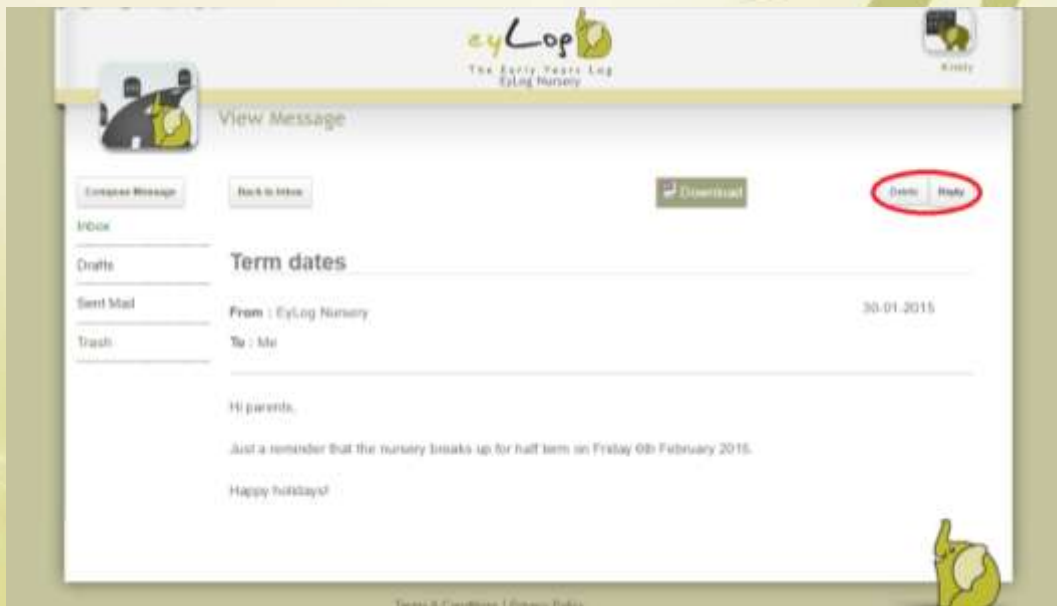 eyLog
The Early Years Log
EyLog Nursery
Kirsty
View Message
Compose Message
Back to Inbox
Download
Delete
Reply
Inbox
Drafts
Sent Mail
Trash
Term dates
From : EyLog Nursery
30-01-2015
To : Me
Hi parents,
Just a reminder that the nursery breaks up for half term on Friday 6th February 2015.
Happy holidays!
Terms & Conditions | Privacy Policy